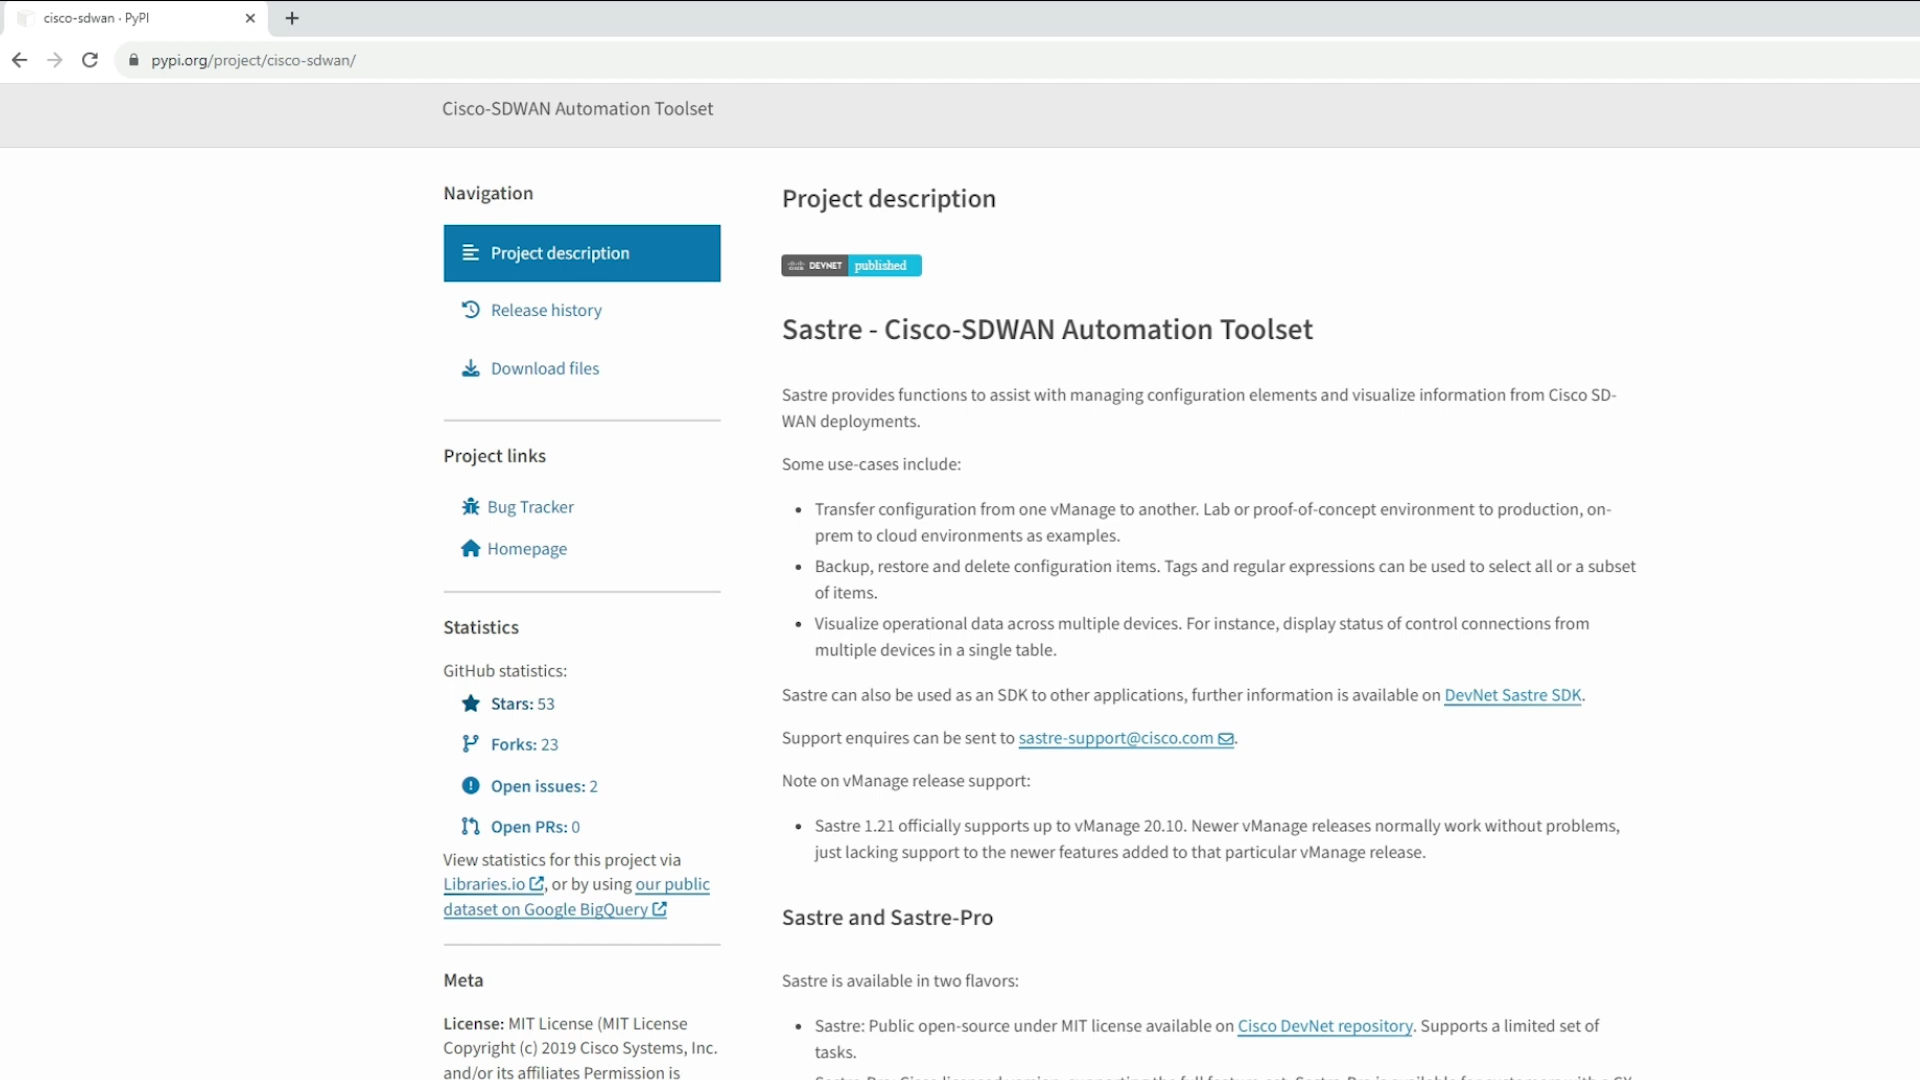 cisco-sdwan · PyPI
pypi.org/project/cisco-sdwan/
Cisco-SDWAN Automation Toolset
Navigation
Project description
Release history
Download files
Project links
Bug Tracker
Homepage
Statistics
GitHub statistics:
Stars: 53
Forks: 23
Open issues: 2
Open PRs: 0
View statistics for this project via
Libraries.io, or by using our public
dataset on Google BigQuery
Meta
License: MIT License (MIT License
Copyright (c) 2019 Cisco Systems, Inc.
and/or its affiliates Permission is
Project description
DEVNET published
Sastre - Cisco-SDWAN Automation Toolset
Sastre provides functions to assist with managing configuration elements and visualize information from Cisco SD-
WAN deployments.
Some use-cases include:
• Transfer configuration from one vManage to another. Lab or proof-of-concept environment to production, on-
prem to cloud environments as examples.
• Backup, restore and delete configuration items. Tags and regular expressions can be used to select all or a subset
of items.
• Visualize operational data across multiple devices. For instance, display status of control connections from
multiple devices in a single table.
Sastre can also be used as an SDK to other applications, further information is available on DevNet Sastre SDK.
Support enquires can be sent to sastre-support@cisco.com.
Note on vManage release support:
• Sastre 1.21 officially supports up to vManage 20.10. Newer vManage releases normally work without problems,
just lacking support to the newer features added to that particular vManage release.
Sastre and Sastre-Pro
Sastre is available in two flavors:
• Sastre: Public open-source under MIT license available on Cisco DevNet repository. Supports a limited set of
tasks.